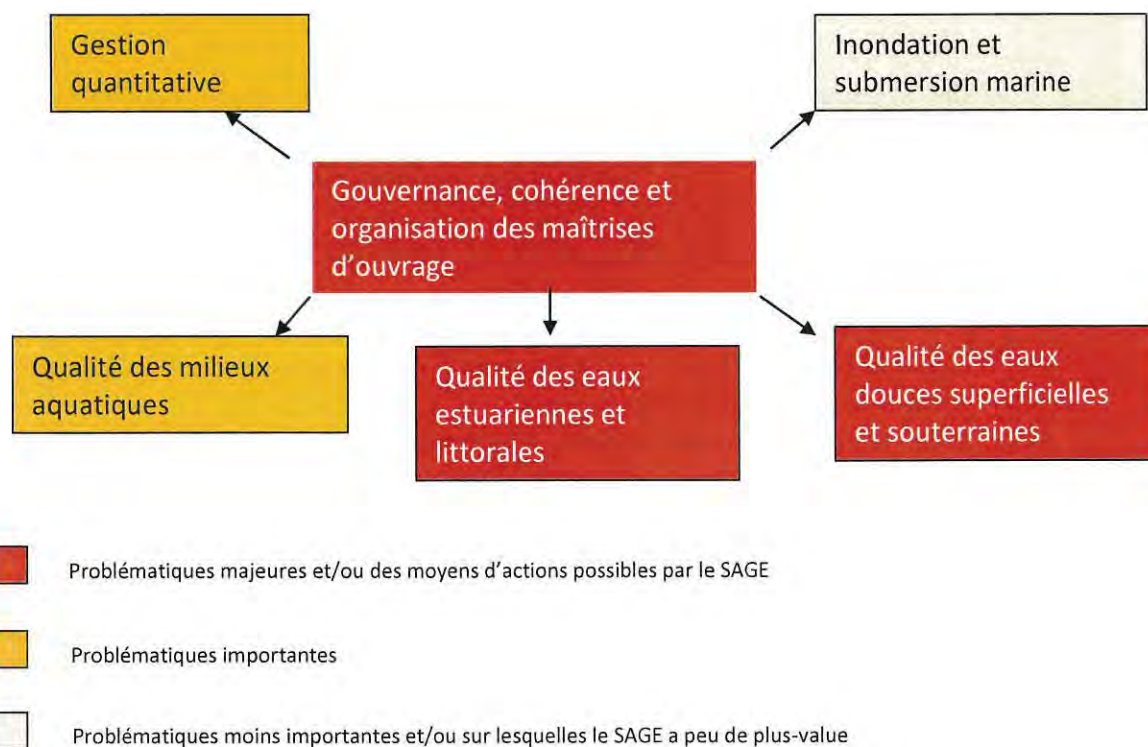 Gestion
quantitative
Inondation et
submersion marine
Gouvernance, cohérence et
organisation des maîtrises
d'ouvrage
Qualité des milieux
aquatiques
Qualité des eaux
estuariennes et
littorales
Qualité des eaux
douces superficielles
et souterraines
Problématiques majeures et/ou des moyens d'actions possibles par le SAGE
Problématiques importantes
Problématiques moins importantes et/ou sur lesquelles le SAGE a peu de plus-value